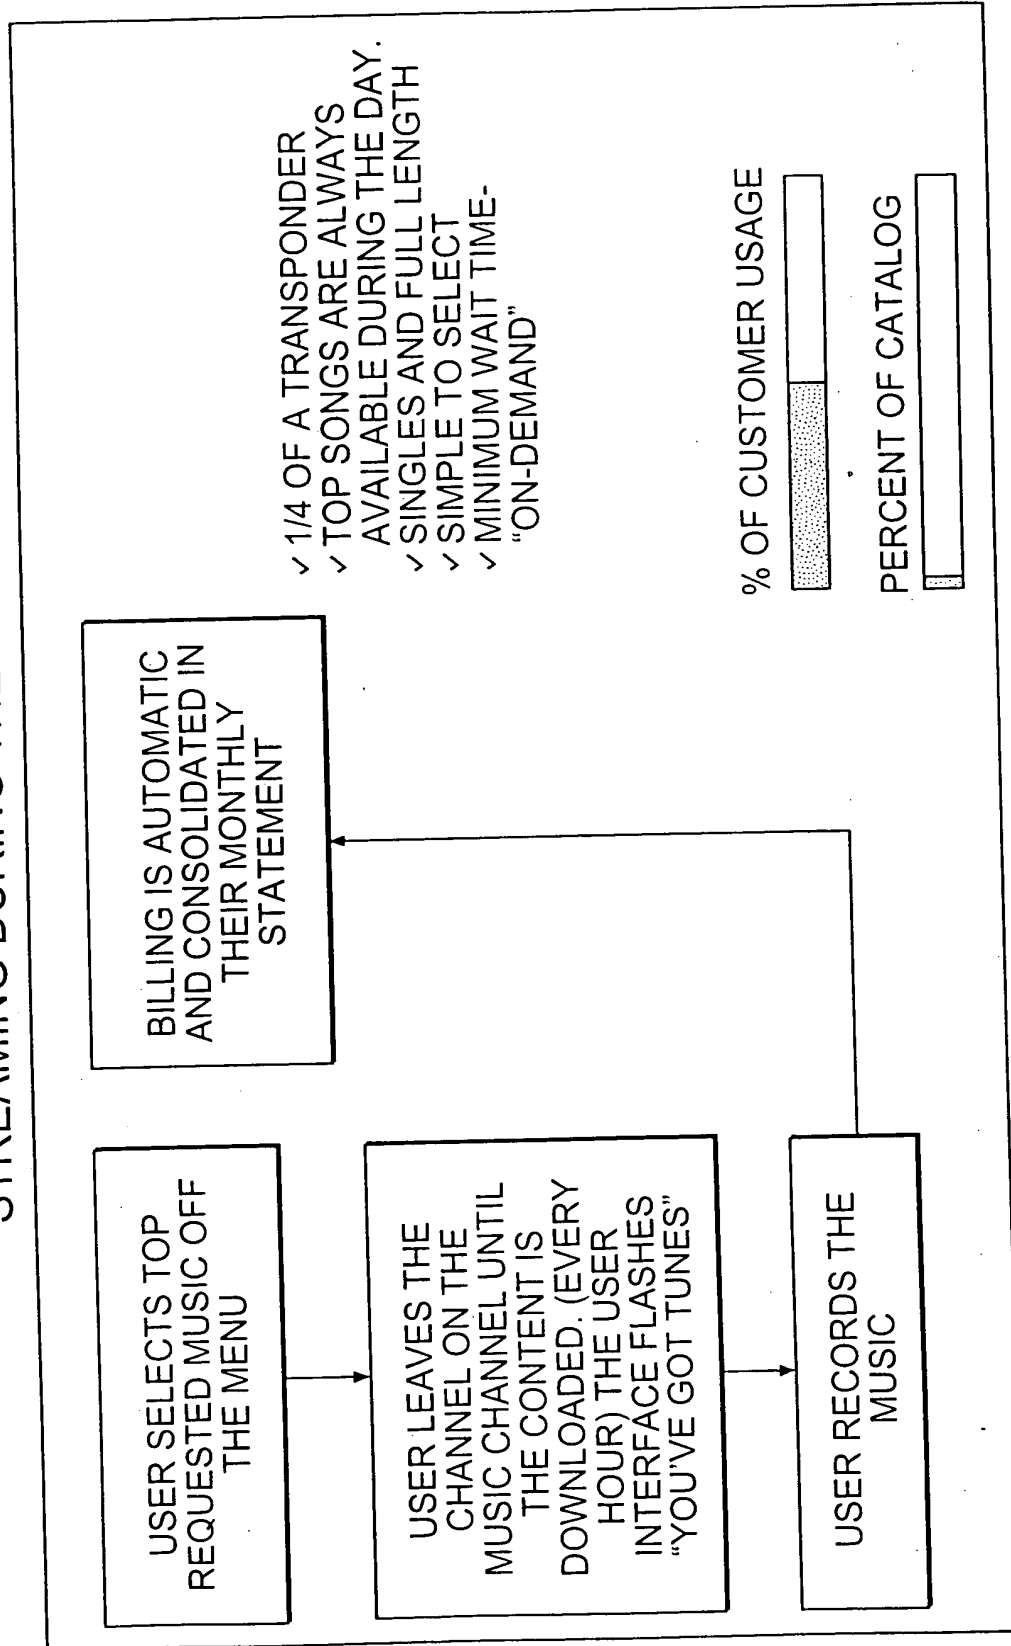 STREAMING DURING
USER SELECTS TOP
REQUESTED MUSIC OFF
THE MENU
USER LEAVES THE
CHANNEL ON THE
MUSIC CHANNEL UNTIL
THE CONTENT IS
DOWNLOADED. (EVERY
HOUR) THE USER
INTERFACE FLASHES
“YOU'VE GOT TUNES”
USER RECORDS THE
MUSIC
BILLING IS AUTOMATIC
AND CONSOLIDATED IN
THEIR MONTHLY
STATEMENT
✓ 1/4 OF A TRANSPONDER
✓ TOP SONGS ARE ALWAYS
AVAILABLE DURING THE DAY.
✓ SINGLES AND FULL LENGTH
✓ SIMPLE TO SELECT
✓ MINIMUM WAIT TIME-
“ON-DEMAND”
% OF CUSTOMER USAGE
PERCENT OF CATALOG